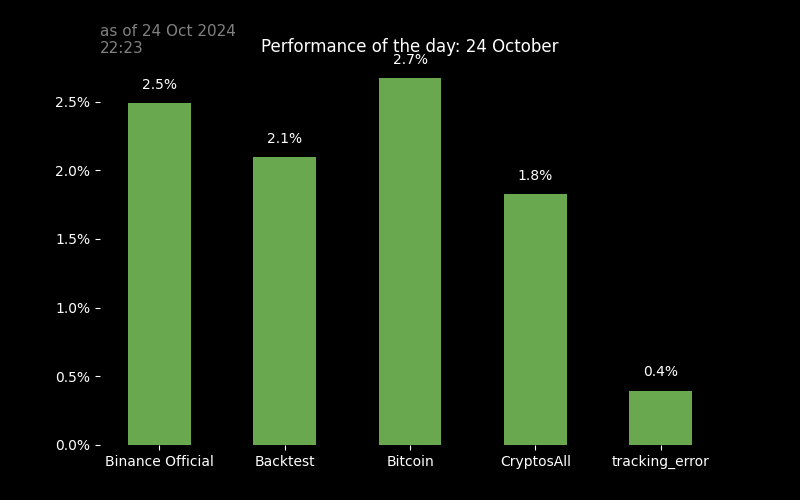 as of 24 Oct 2024
22:23
Performance of the day: 24 October
2.7%
2.5%
2.1%
1.8%
0.4%
2.5%
2.0%
1.5%
1.0%
0.5%
0.0%
Binance Official
Backtest
Bitcoin
CryptosAll
tracking_error